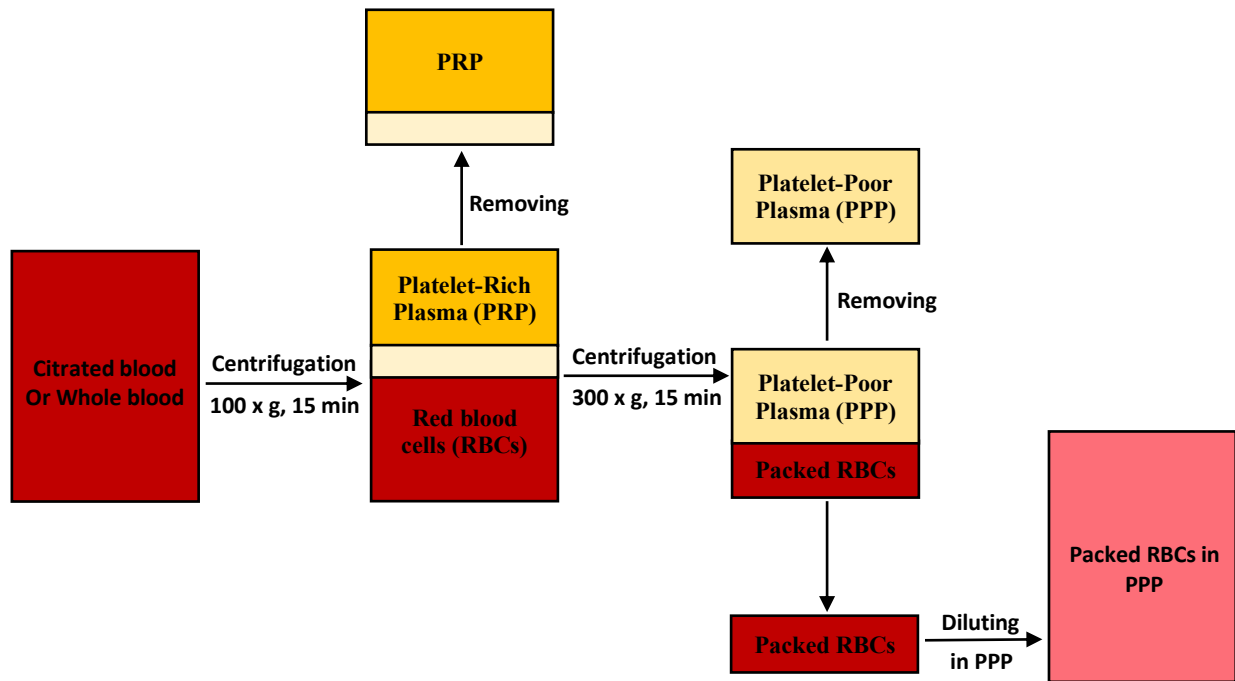 PRP
Removing
Platelet-Poor
Plasma (PPP)
Removing
Citrated blood
Or Whole blood
Centrifugation
100 x g, 15 min
Platelet-Rich
Plasma (PRP)
Red blood
cells (RBCs)
Centrifugation
300 x g, 15 min
Platelet-Poor
Plasma (PPP)
Packed RBCs
Packed RBCs
Diluting
in PPP
Packed RBCs in
PPP